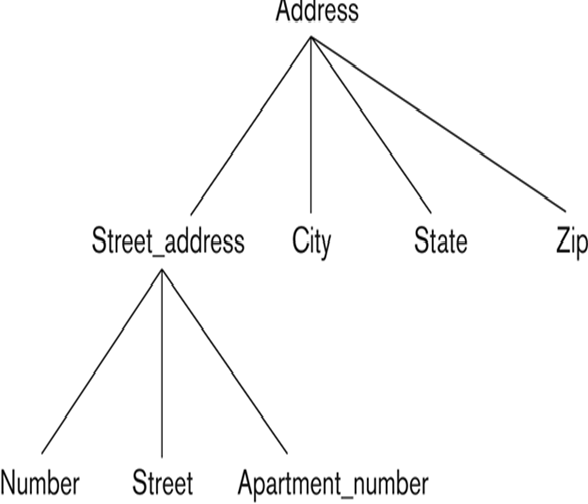 Address
Street_address City State Zip
Number Street Apartment_number